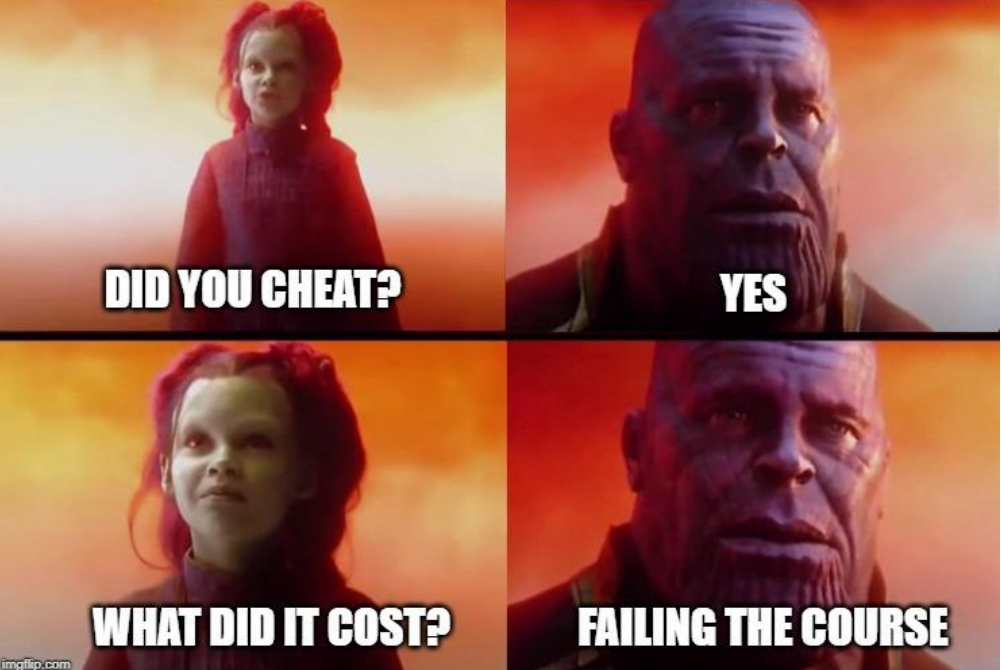 DID YOU CHEAT?
YES
WHAT DID IT COST?
FAILING THE COURSE
imgflip.com